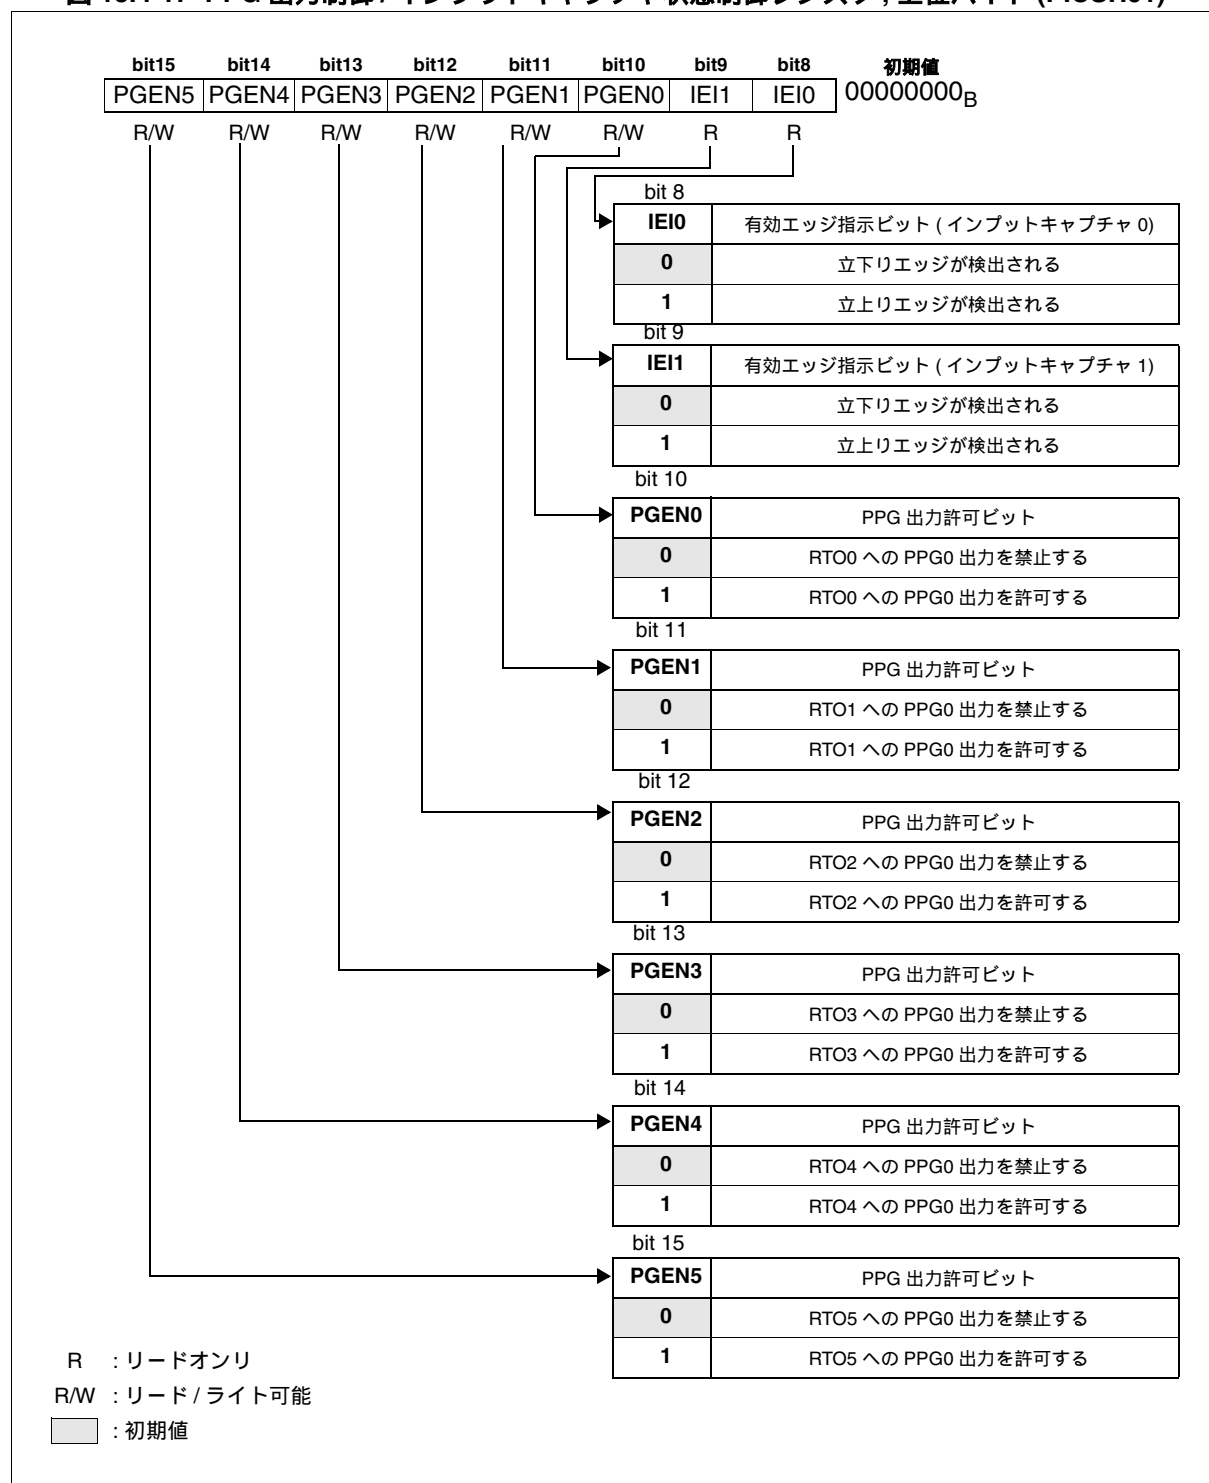 bit15 bit14 bit13 bit12 bit11 bit10 bit9 bit8 初期値
PGEN5 PGEN4 PGEN3 PGEN2 PGEN1 PGEN0 IEI1 IEI0 00000000B
R/W R/W R/W R/W R/W R/W R R
bit 8
IEI0 有効エッジ指示ビット ( インプットキャプチャ 0)
0 立下りエッジが検出される
1 立上りエッジが検出される
bit 9
IEI1 有効エッジ指示ビット ( インプットキャプチャ 1)
0 立下りエッジが検出される
1 立上りエッジが検出される
bit 10
PGEN0 PPG 出力許可ビット
0 RTO0 への PPG0 出力を禁止する
1 RTO0 への PPG0 出力を許可する
bit 11
PGEN1 PPG 出力許可ビット
0 RTO1 への PPG0 出力を禁止する
1 RTO1 への PPG0 出力を許可する
bit 12
PGEN2 PPG 出力許可ビット
0 RTO2 への PPG0 出力を禁止する
1 RTO2 への PPG0 出力を許可する
bit 13
PGEN3 PPG 出力許可ビット
0 RTO3 への PPG0 出力を禁止する
1 RTO3 への PPG0 出力を許可する
bit 14
PGEN4 PPG 出力許可ビット
0 RTO4 への PPG0 出力を禁止する
1 RTO4 への PPG0 出力を許可する
bit 15
PGEN5 PPG 出力許可ビット
0 RTO5 への PPG0 出力を禁止する
1 RTO5 への PPG0 出力を許可する
R : リードオンリ
R/W : リード / ライト可能
: 初期値